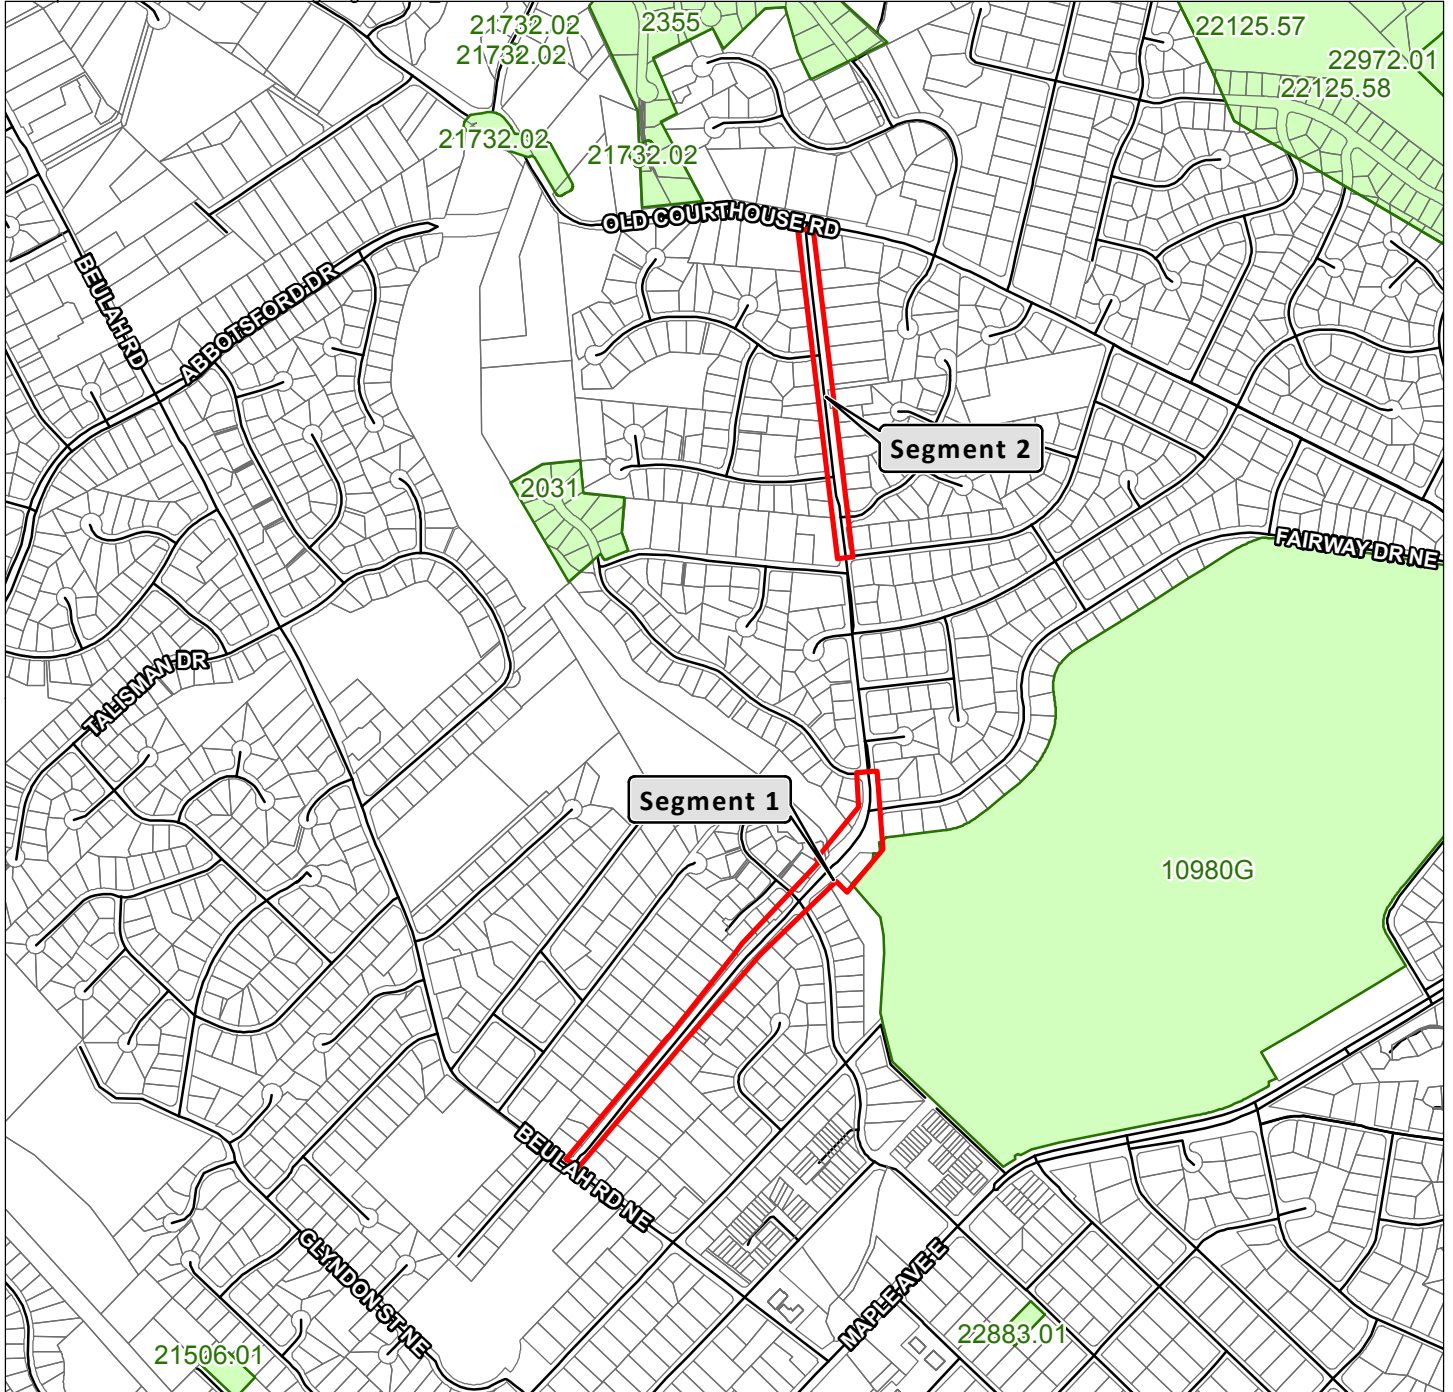 21732.02
2355
22125.57
21732.02
22972.01
22125.58
21732.02
21732.02
OLD COURTHOUSE RD
BEULAH RD
ABBOTSFORD DR
Segment 2
2031
FAIRWAY DR NE
TALISMAN DR
Segment 1
10980G
BEULAH RD NE
GLYNDON ST NE
MAPLE AVE E
22883.01
21506.01